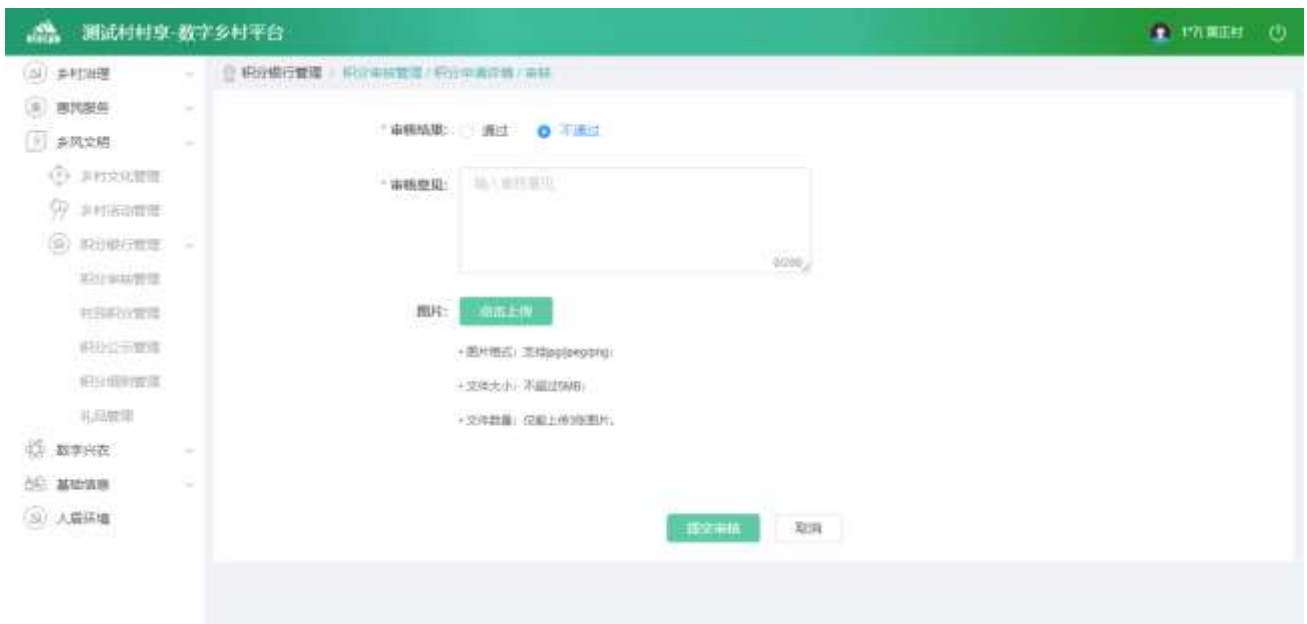 测试村村享-数字乡村平台
乡村治理
惠民服务
乡风文明
乡村文化管理
乡村活动管理
积分银行管理
积分审核管理
村民积分管理
积分公示管理
积分细则管理
礼品管理
数字兴农
基础信息
人居环境
积分银行管理 / 积分审核管理 / 积分申请详情 / 审核
* 审核结果: 通过 不通过
* 审核意见: 输入审核意见
0/200
图片: 点击上传
• 图片格式：支持jpg/jpeg/png;
• 文件大小：不超过5MB;
• 文件数量：仅能上传3张图片。
提交审核 取消